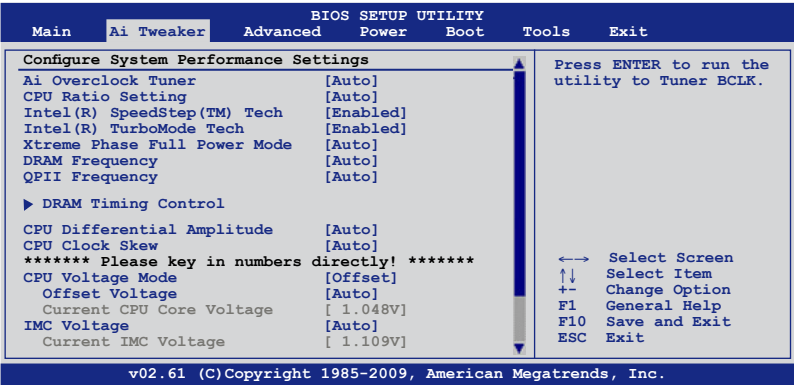 BIOS SETUP UTILITY
Main Ai Tweaker Advanced Power Boot Tools Exit
Configure System Performance Settings
Ai Overclock Tuner [Auto]
CPU Ratio Setting [Auto]
Intel(R) SpeedStep(TM) Tech [Enabled]
Intel(R) TurboMode Tech [Enabled]
Xtreme Phase Full Power Mode [Auto]
DRAM Frequency [Auto]
QPII Frequency [Auto]
DRAM Timing Control
CPU Differential Amplitude [Auto]
CPU Clock Skew [Auto]
******* Please key in numbers directly! *******
CPU Voltage Mode [Offset]
Offset Voltage [Auto]
Current CPU Core Voltage [ 1.048V]
IMC Voltage [Auto]
Current IMC Voltage [ 1.109V]
Press ENTER to run the
utility to Tuner BCLK.
←→ Select Screen
↑↓ Select Item
+- Change Option
F1 General Help
F10 Save and Exit
ESC Exit
v02.61 (C)Copyright 1985-2009, American Megatrends, Inc.